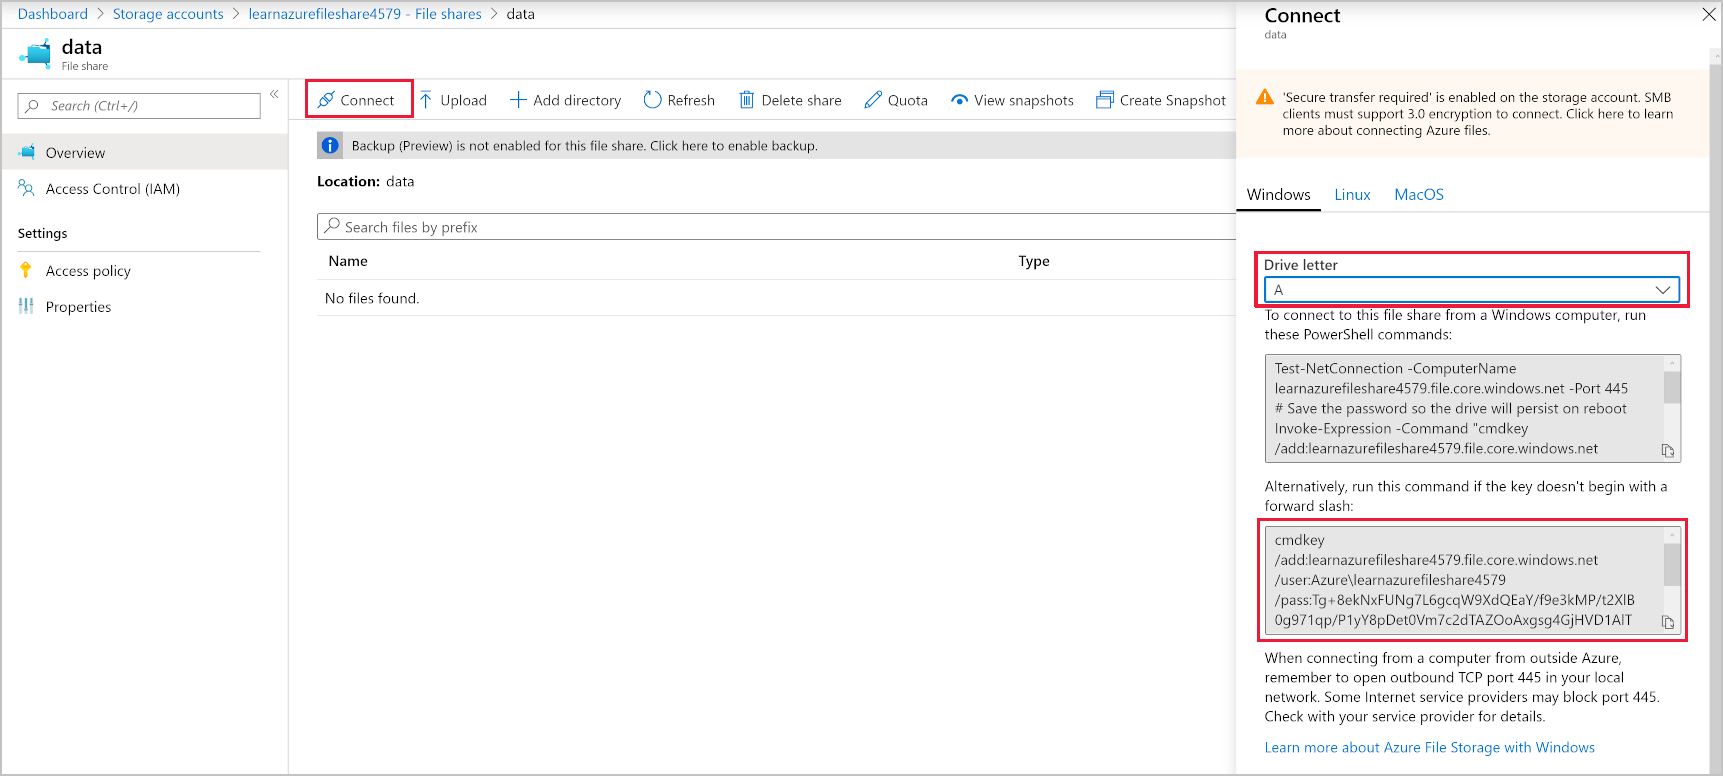 Dashboard > Storage accounts > learnazurefileshare4579 - File shares > data
data
File share
Search (Ctrl+/)
«
Overview
Access Control (IAM)
Settings
Access policy
Properties
Connect Upload Add directory Refresh Delete share Quota View snapshots Create Snapshot
Backup (Preview) is not enabled for this file share. Click here to enable backup.
Location: data
Search files by prefix
Name Type
No files found.
Connect
data
'Secure transfer required' is enabled on the storage account. SMB
clients must support 3.0 encryption to connect. Click here to learn
more about connecting Azure files.
Windows Linux MacOS
Drive letter
A
To connect to this file share from a Windows computer, run
these PowerShell commands:
Test-NetConnection -ComputerName
learnazurefileshare4579.file.core.windows.net -Port 445
# Save the password so the drive will persist on reboot
Invoke-Expression -Command "cmdkey
/add:learnazurefileshare4579.file.core.windows.net
Alternatively, run this command if the key doesn't begin with a
forward slash:
cmdkey
/add:learnazurefileshare4579.file.core.windows.net
/user:Azure\learnazurefileshare4579
/pass:Tg+8ekNxFUNg7L6gcqW9XdQEaY/f9e3kMP/t2XlB
0g971qp/P1yY8pDet0Vm7c2dTAZOoAxgsg4GjHVD1AlT
When connecting from a computer from outside Azure,
remember to open outbound TCP port 445 in your local
network. Some Internet service providers may block port 445.
Check with your service provider for details.
Learn more about Azure File Storage with Windows